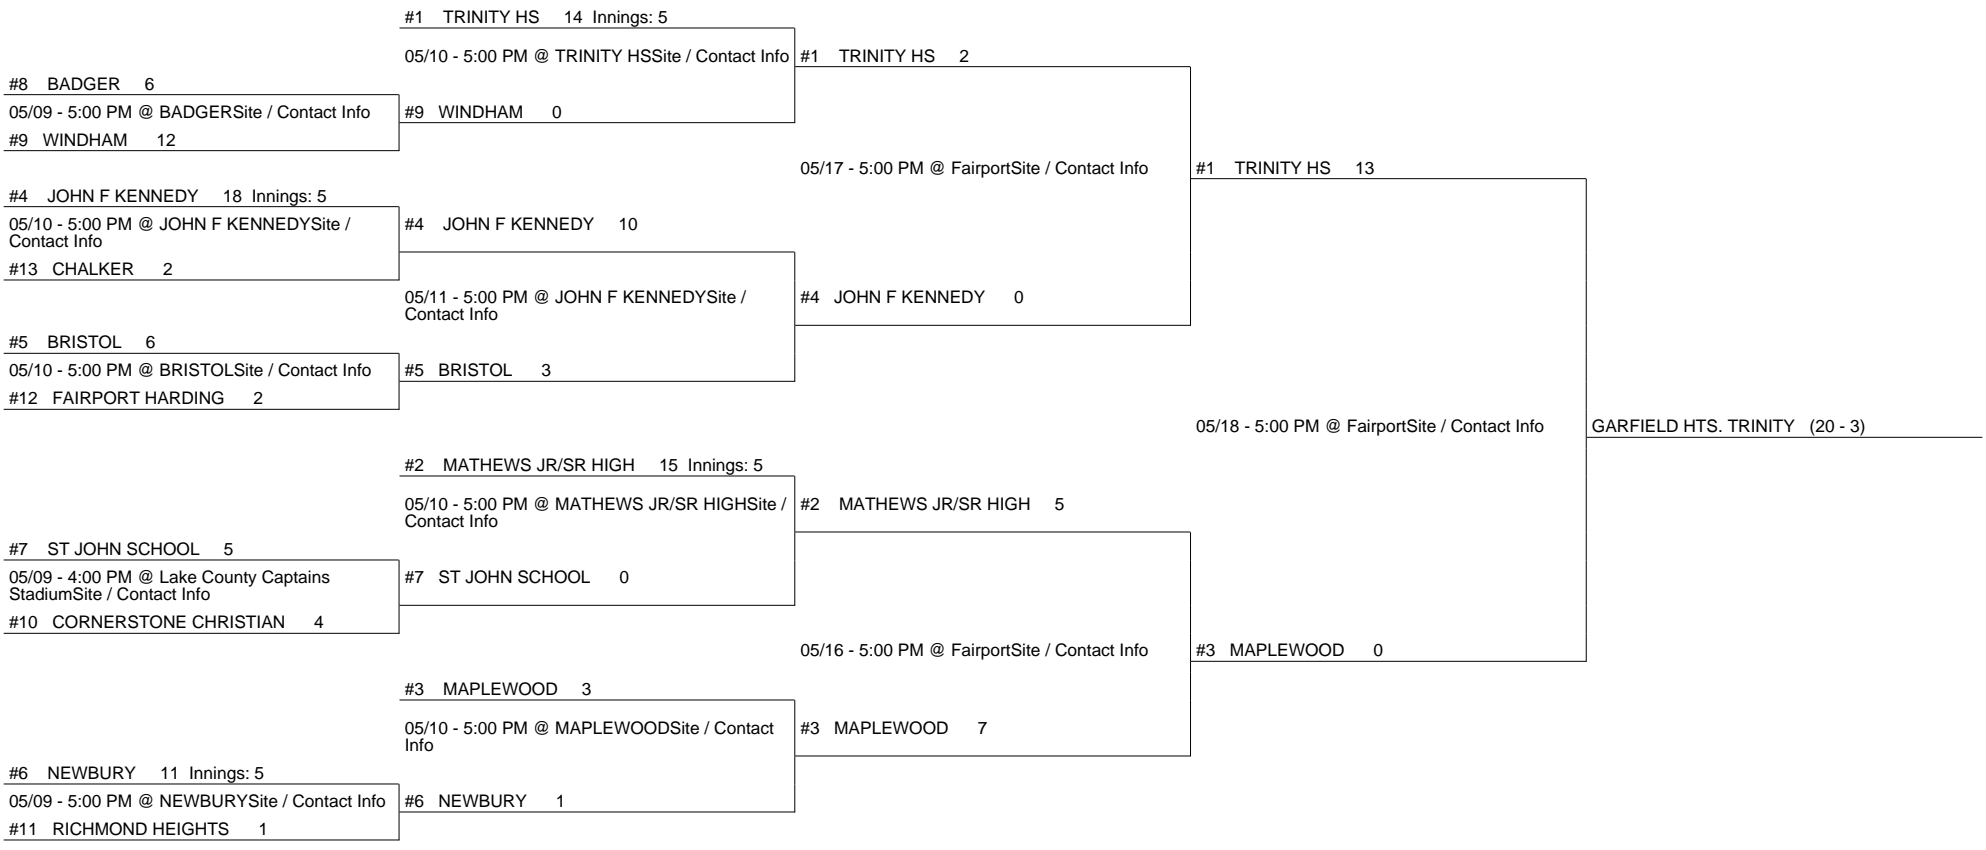 #1 TRINITY HS 14 Innings: 5
05/10 - 5:00 PM @ TRINITY HSSite / Contact Info
#1 TRINITY HS 2
#8 BADGER 6
05/09 - 5:00 PM @ BADGERSite / Contact Info
#9 WINDHAM 0
#9 WINDHAM 12
05/17 - 5:00 PM @ FairportSite / Contact Info
#1 TRINITY HS 13
#4 JOHN F KENNEDY 18 Innings: 5
05/10 - 5:00 PM @ JOHN F KENNEDYSite /
Contact Info
#4 JOHN F KENNEDY 10
#13 CHALKER 2
05/11 - 5:00 PM @ JOHN F KENNEDYSite /
Contact Info
#4 JOHN F KENNEDY 0
#5 BRISTOL 6
05/10 - 5:00 PM @ BRISTOLSite / Contact Info
#5 BRISTOL 3
#12 FAIRPORT HARDING 2
05/18 - 5:00 PM @ FairportSite / Contact Info
GARFIELD HTS. TRINITY (20 - 3)
#2 MATHEWS JR/SR HIGH 15 Innings: 5
05/10 - 5:00 PM @ MATHEWS JR/SR HIGHSite /
Contact Info
#2 MATHEWS JR/SR HIGH 5
#7 ST JOHN SCHOOL 5
05/09 - 4:00 PM @ Lake County Captains
StadiumSite / Contact Info
#7 ST JOHN SCHOOL 0
#10 CORNERSTONE CHRISTIAN 4
05/16 - 5:00 PM @ FairportSite / Contact Info
#3 MAPLEWOOD 0
#3 MAPLEWOOD 3
05/10 - 5:00 PM @ MAPLEWOODSite / Contact
Info
#3 MAPLEWOOD 7
#6 NEWBURY 11 Innings: 5
05/09 - 5:00 PM @ NEWBURYSite / Contact Info
#6 NEWBURY 1
#11 RICHMOND HEIGHTS 1